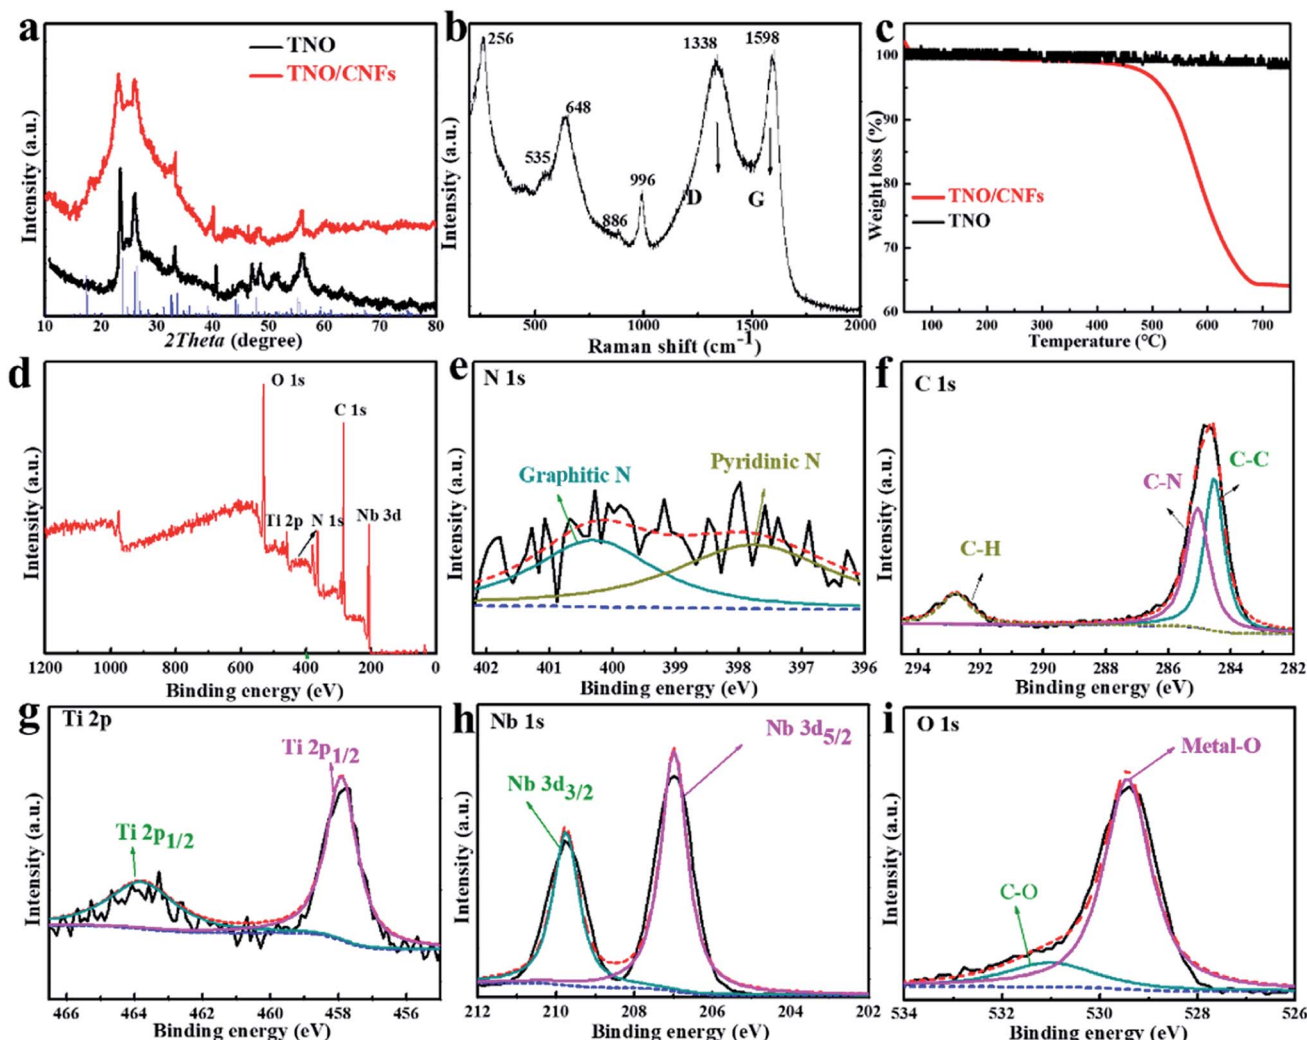 a
TNO
TNO/CNFs
Intensity (a.u.)
10 20 30 40 50 60 70 80
2Theta (degree)
b
256
535
648
886
996
1338
1598
D
G
Intensity (a.u.)
500 1000 1500 2000
Raman shift (cm-1)
c
100
90
80
70
60
Weight loss (%)
TNO/CNFs
TNO
100 200 300 400 500 600 700
Temperature (°C)
d
O 1s
C 1s
Ti 2p
N 1s
Nb 3d
Intensity (a.u.)
1200 1000 800 600 400 200 0
Binding energy (eV)
e
N 1s
Graphitic N
Pyridinic N
Intensity (a.u.)
402 401 400 399 398 397 396
Binding energy (eV)
f
C 1s
C-C
C-N
C-H
Intensity (a.u.)
294 292 290 288 286 284 282
Binding energy (eV)
g
Ti 2p
Ti 2p1/2
Ti 2p1/2
Intensity (a.u.)
466 464 462 460 458 456 455
Binding energy (eV)
h
Nb 1s
Nb 3d5/2
Nb 3d3/2
Intensity (a.u.)
212 210 208 206 204 202
Binding energy (eV)
i
O 1s
Metal-O
C-O
Intensity (a.u.)
534 532 530 528 526
Binding energy (eV)